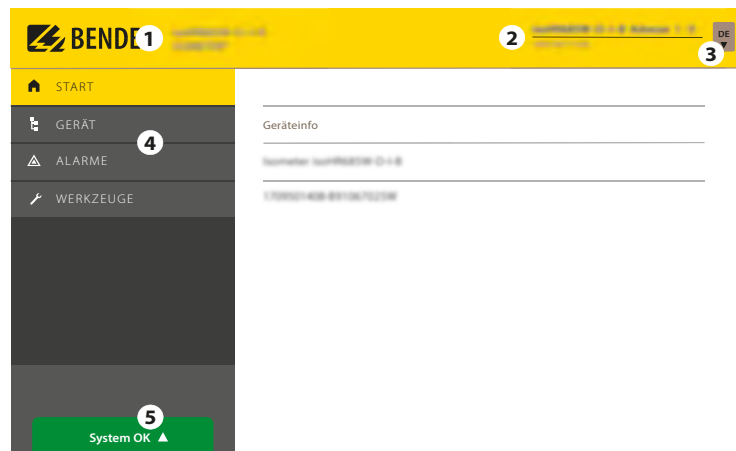 BENDE 1
2
DE
3
START
GERÄT
4
ALARME
WERKZEUGE
Geräteinfo
5
System OK